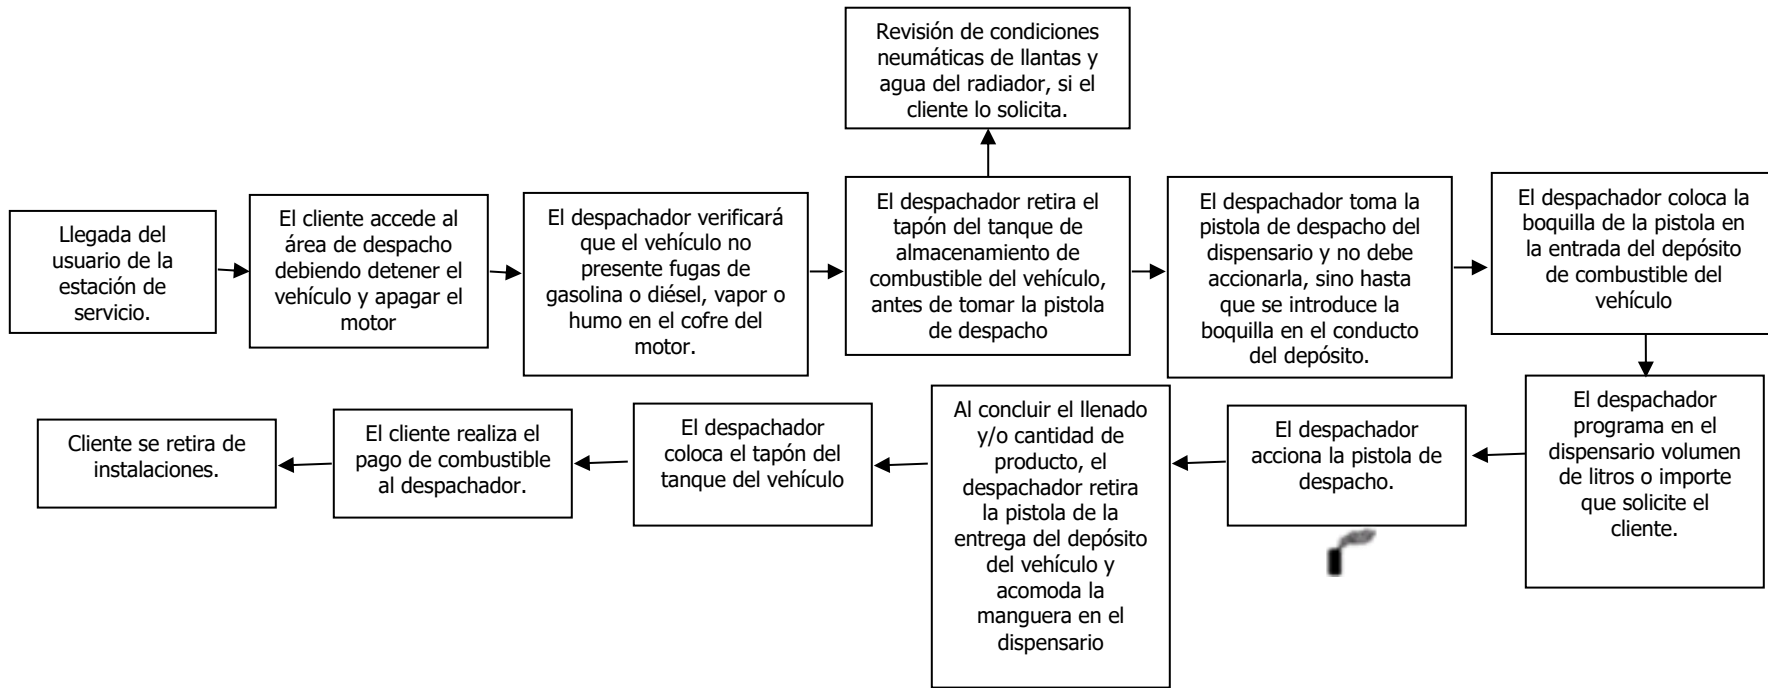 Revisión de condiciones
neumáticas de llantas y
agua del radiador, si el
cliente lo solicita.
Llegada del
usuario de la
estación de
servicio.
El cliente accede al
área de despacho
debiendo detener el
vehículo y apagar el
motor
El despachador verificará
que el vehículo no
presente fugas de
gasolina o diésel, vapor o
humo en el cofre del
motor.
El despachador retira el
tapón del tanque de
almacenamiento de
combustible del vehículo,
antes de tomar la pistola
de despacho
El despachador toma la
pistola de despacho del
dispensario y no debe
accionarla, sino hasta
que se introduce la
boquilla en el conducto
del depósito.
El despachador coloca la
boquilla de la pistola en
la entrada del depósito
de combustible del
vehículo
El despachador
programa en el
dispensario volumen
de litros o importe
que solicite el
cliente.
El despachador
acciona la pistola de
despacho.
Al concluir el llenado
y/o cantidad de
producto, el
despachador retira
la pistola de la
entrega del depósito
del vehículo y
acomoda la
manguera en el
dispensario
El despachador
coloca el tapón del
tanque del vehículo
El cliente realiza el
pago de combustible
al despachador.
Cliente se retira de
instalaciones.